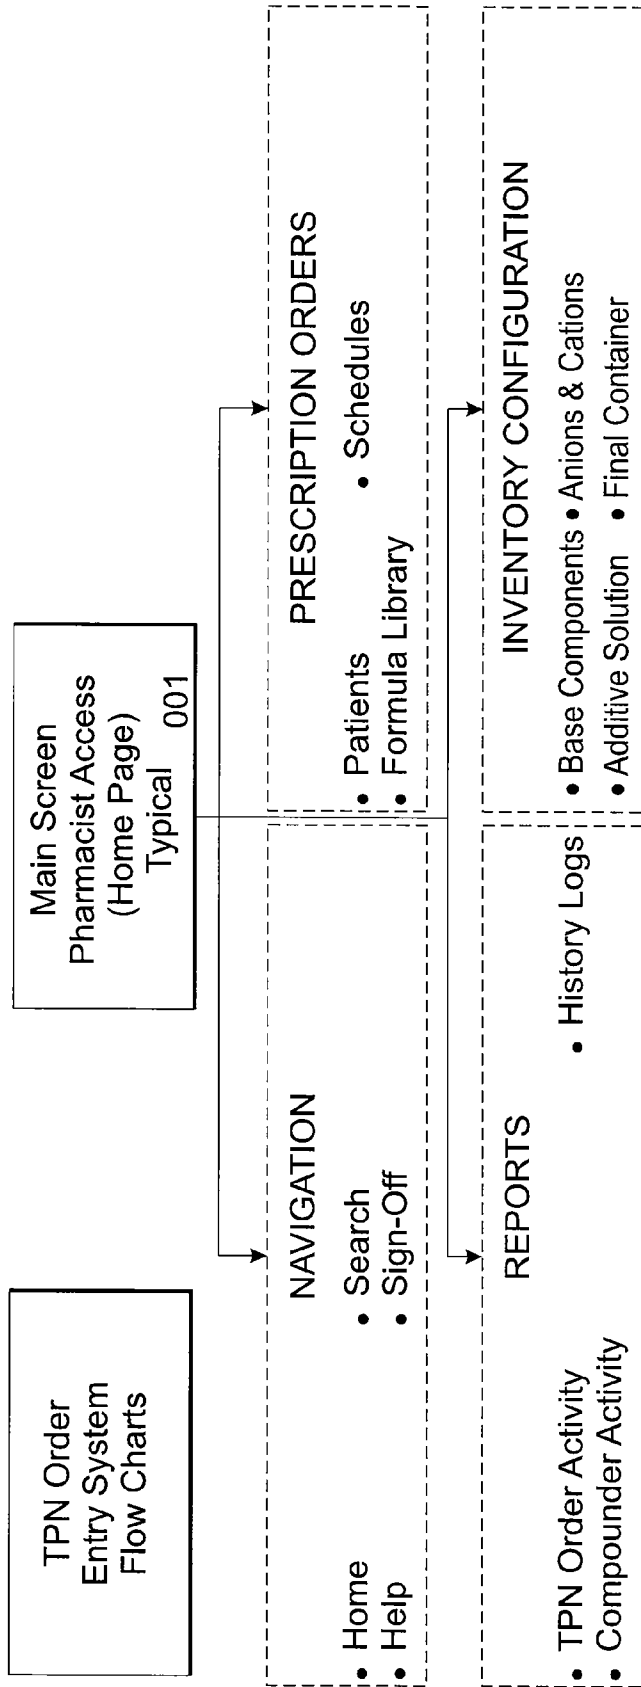 TPN Order
Entry System
Flow Charts
Main Screen
Pharmacist Access
(Home Page)
Typical 001
NAVIGATION
• Home • Search
• Help • Sign-Off
PRESCRIPTION ORDERS
• Patients • Schedules
• Formula Library
REPORTS
• TPN Order Activity • History Logs
• Compounder Activity
INVENTORY CONFIGURATION
• Base Components • Anions & Cations
• Additive Solution • Final Container